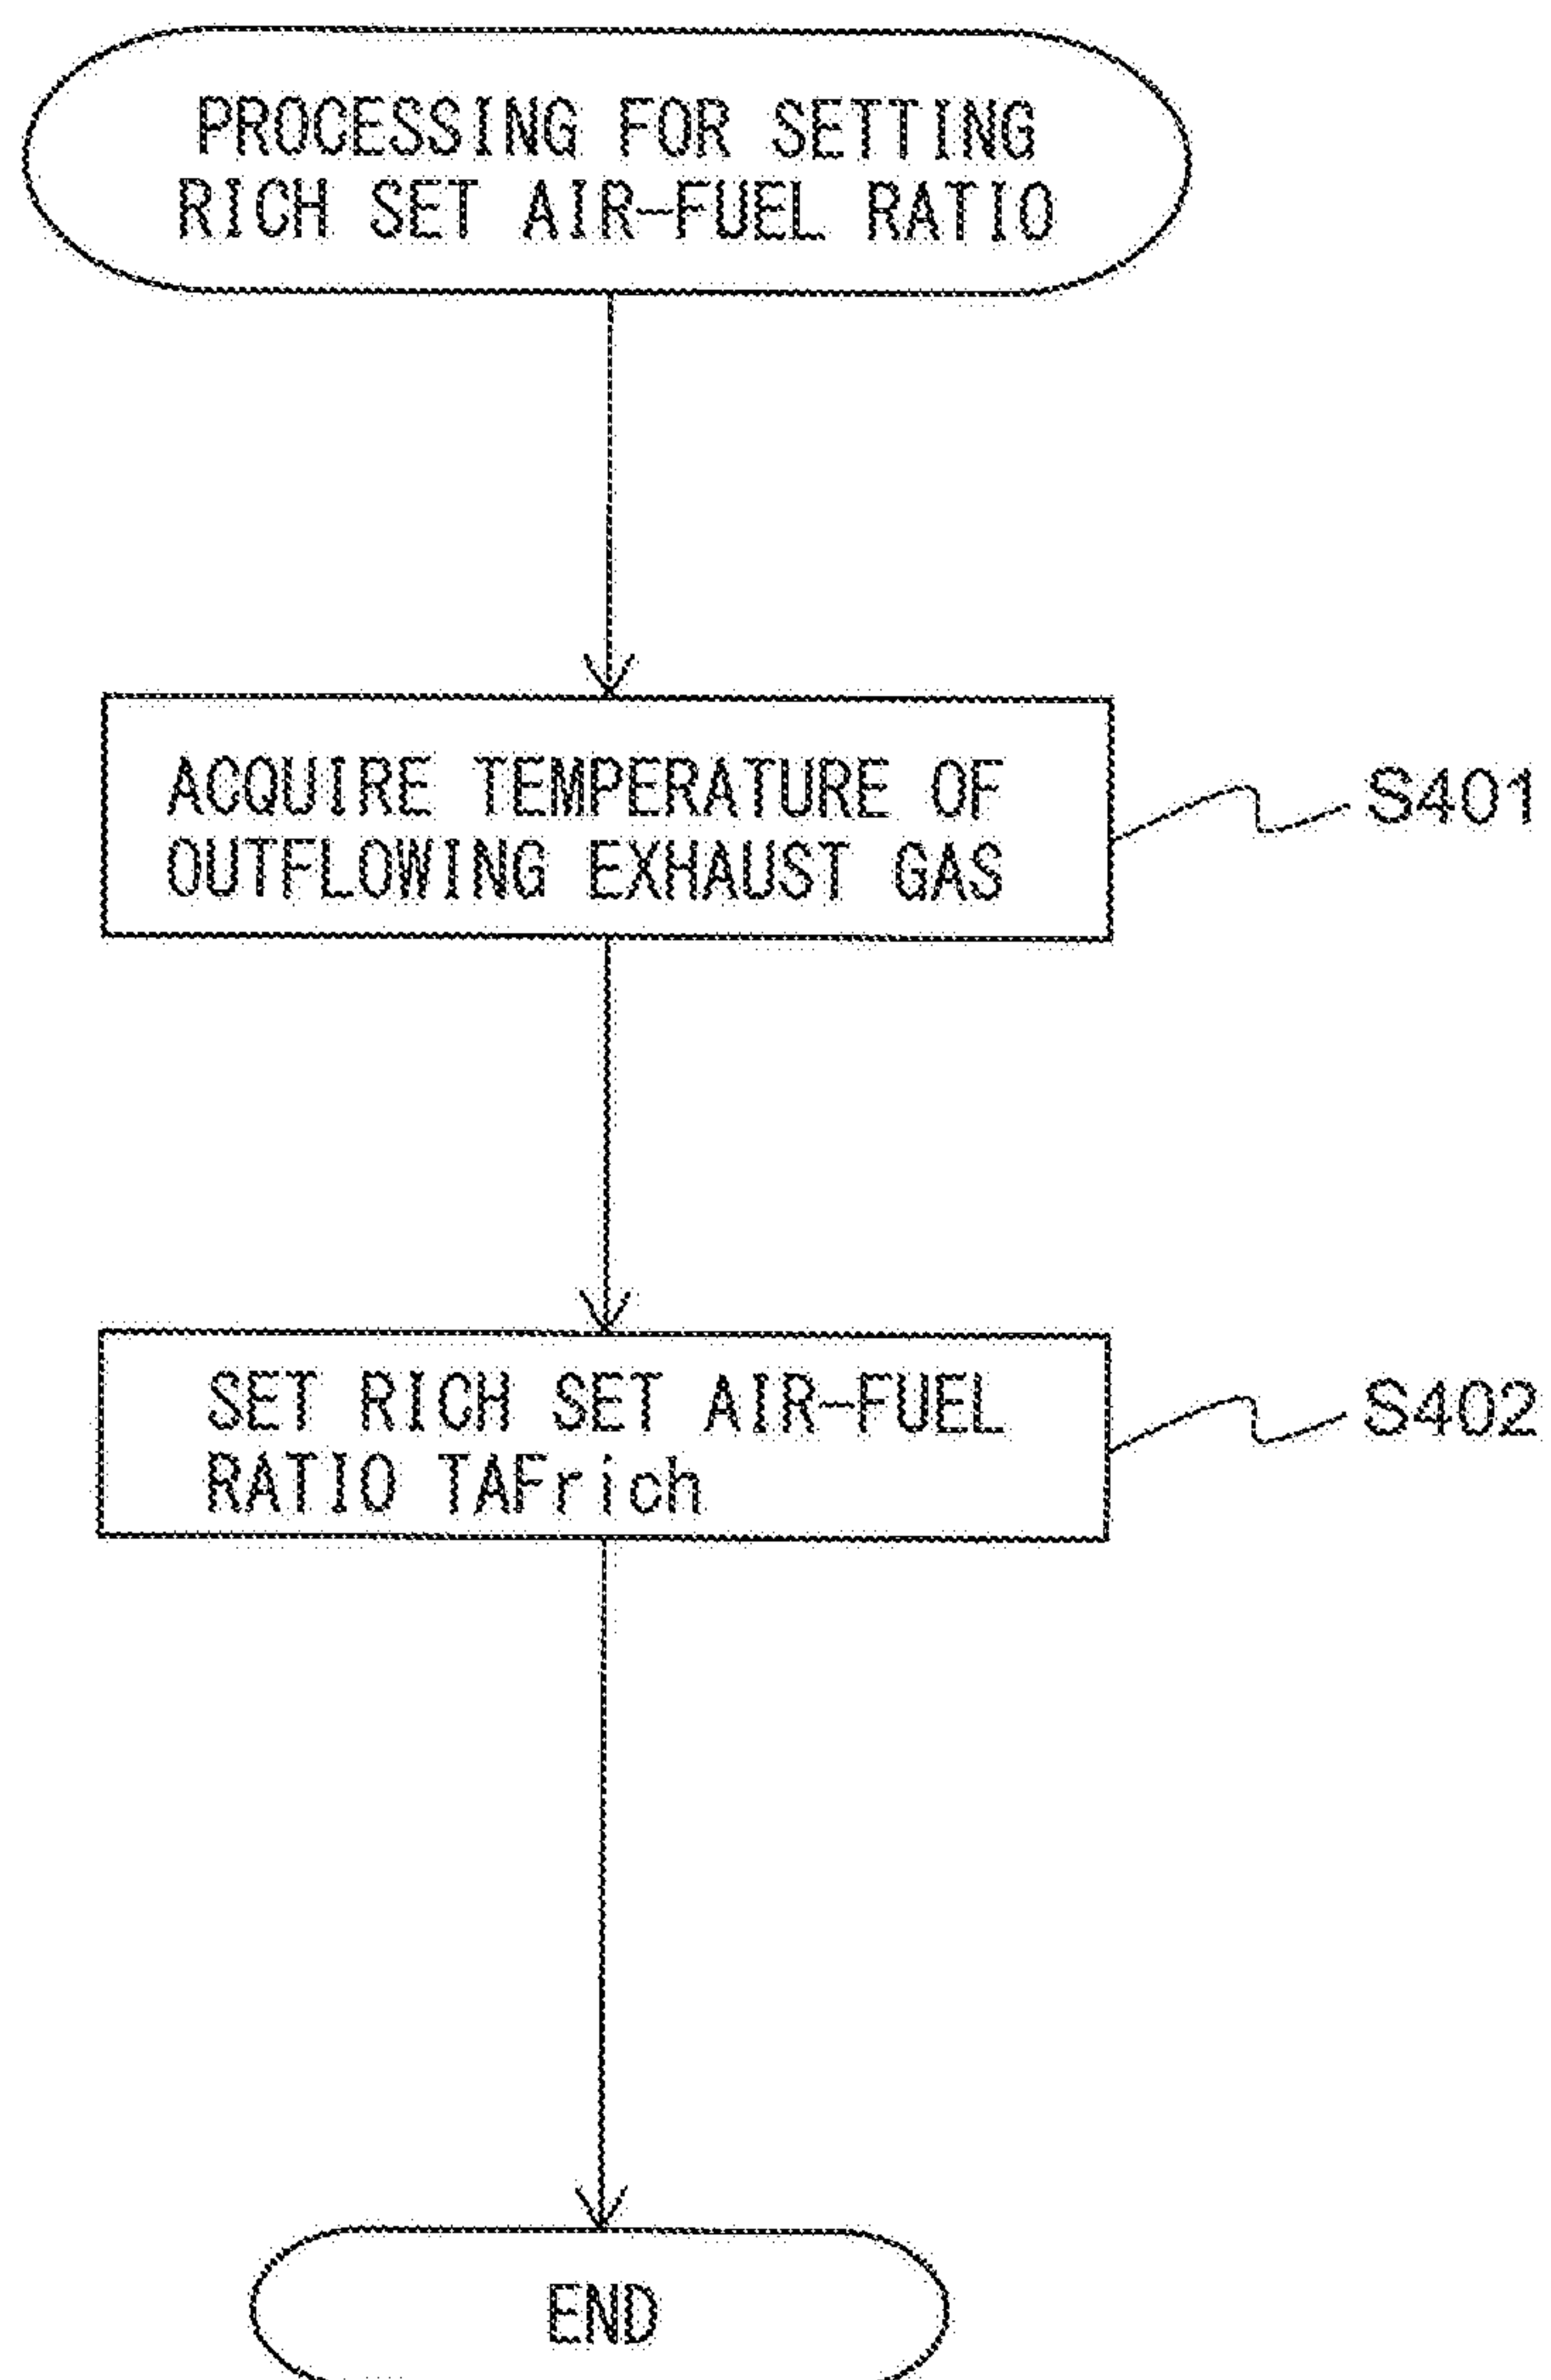 PROCESSING FOR SETTING
RICH SET AIR-FUEL RATIO
ACQUIRE TEMPERATURE OF
OUTFLOWING EXHAUST GAS
S401
SET RICH SET AIR-FUEL
RATIO TAFrich
S402
END